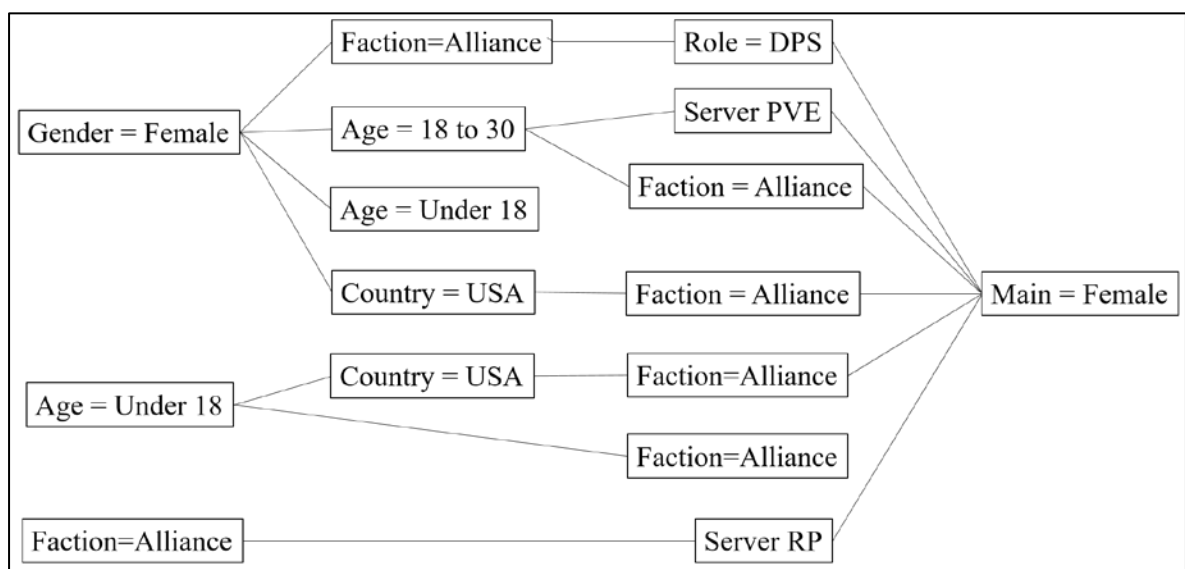 Faction=Alliance
Role = DPS
Gender = Female
Age = 18 to 30
Server PVE
Faction = Alliance
Age = Under 18
Country = USA
Faction = Alliance
Main = Female
Age = Under 18
Country = USA
Faction=Alliance
Faction=Alliance
Faction=Alliance
Server RP